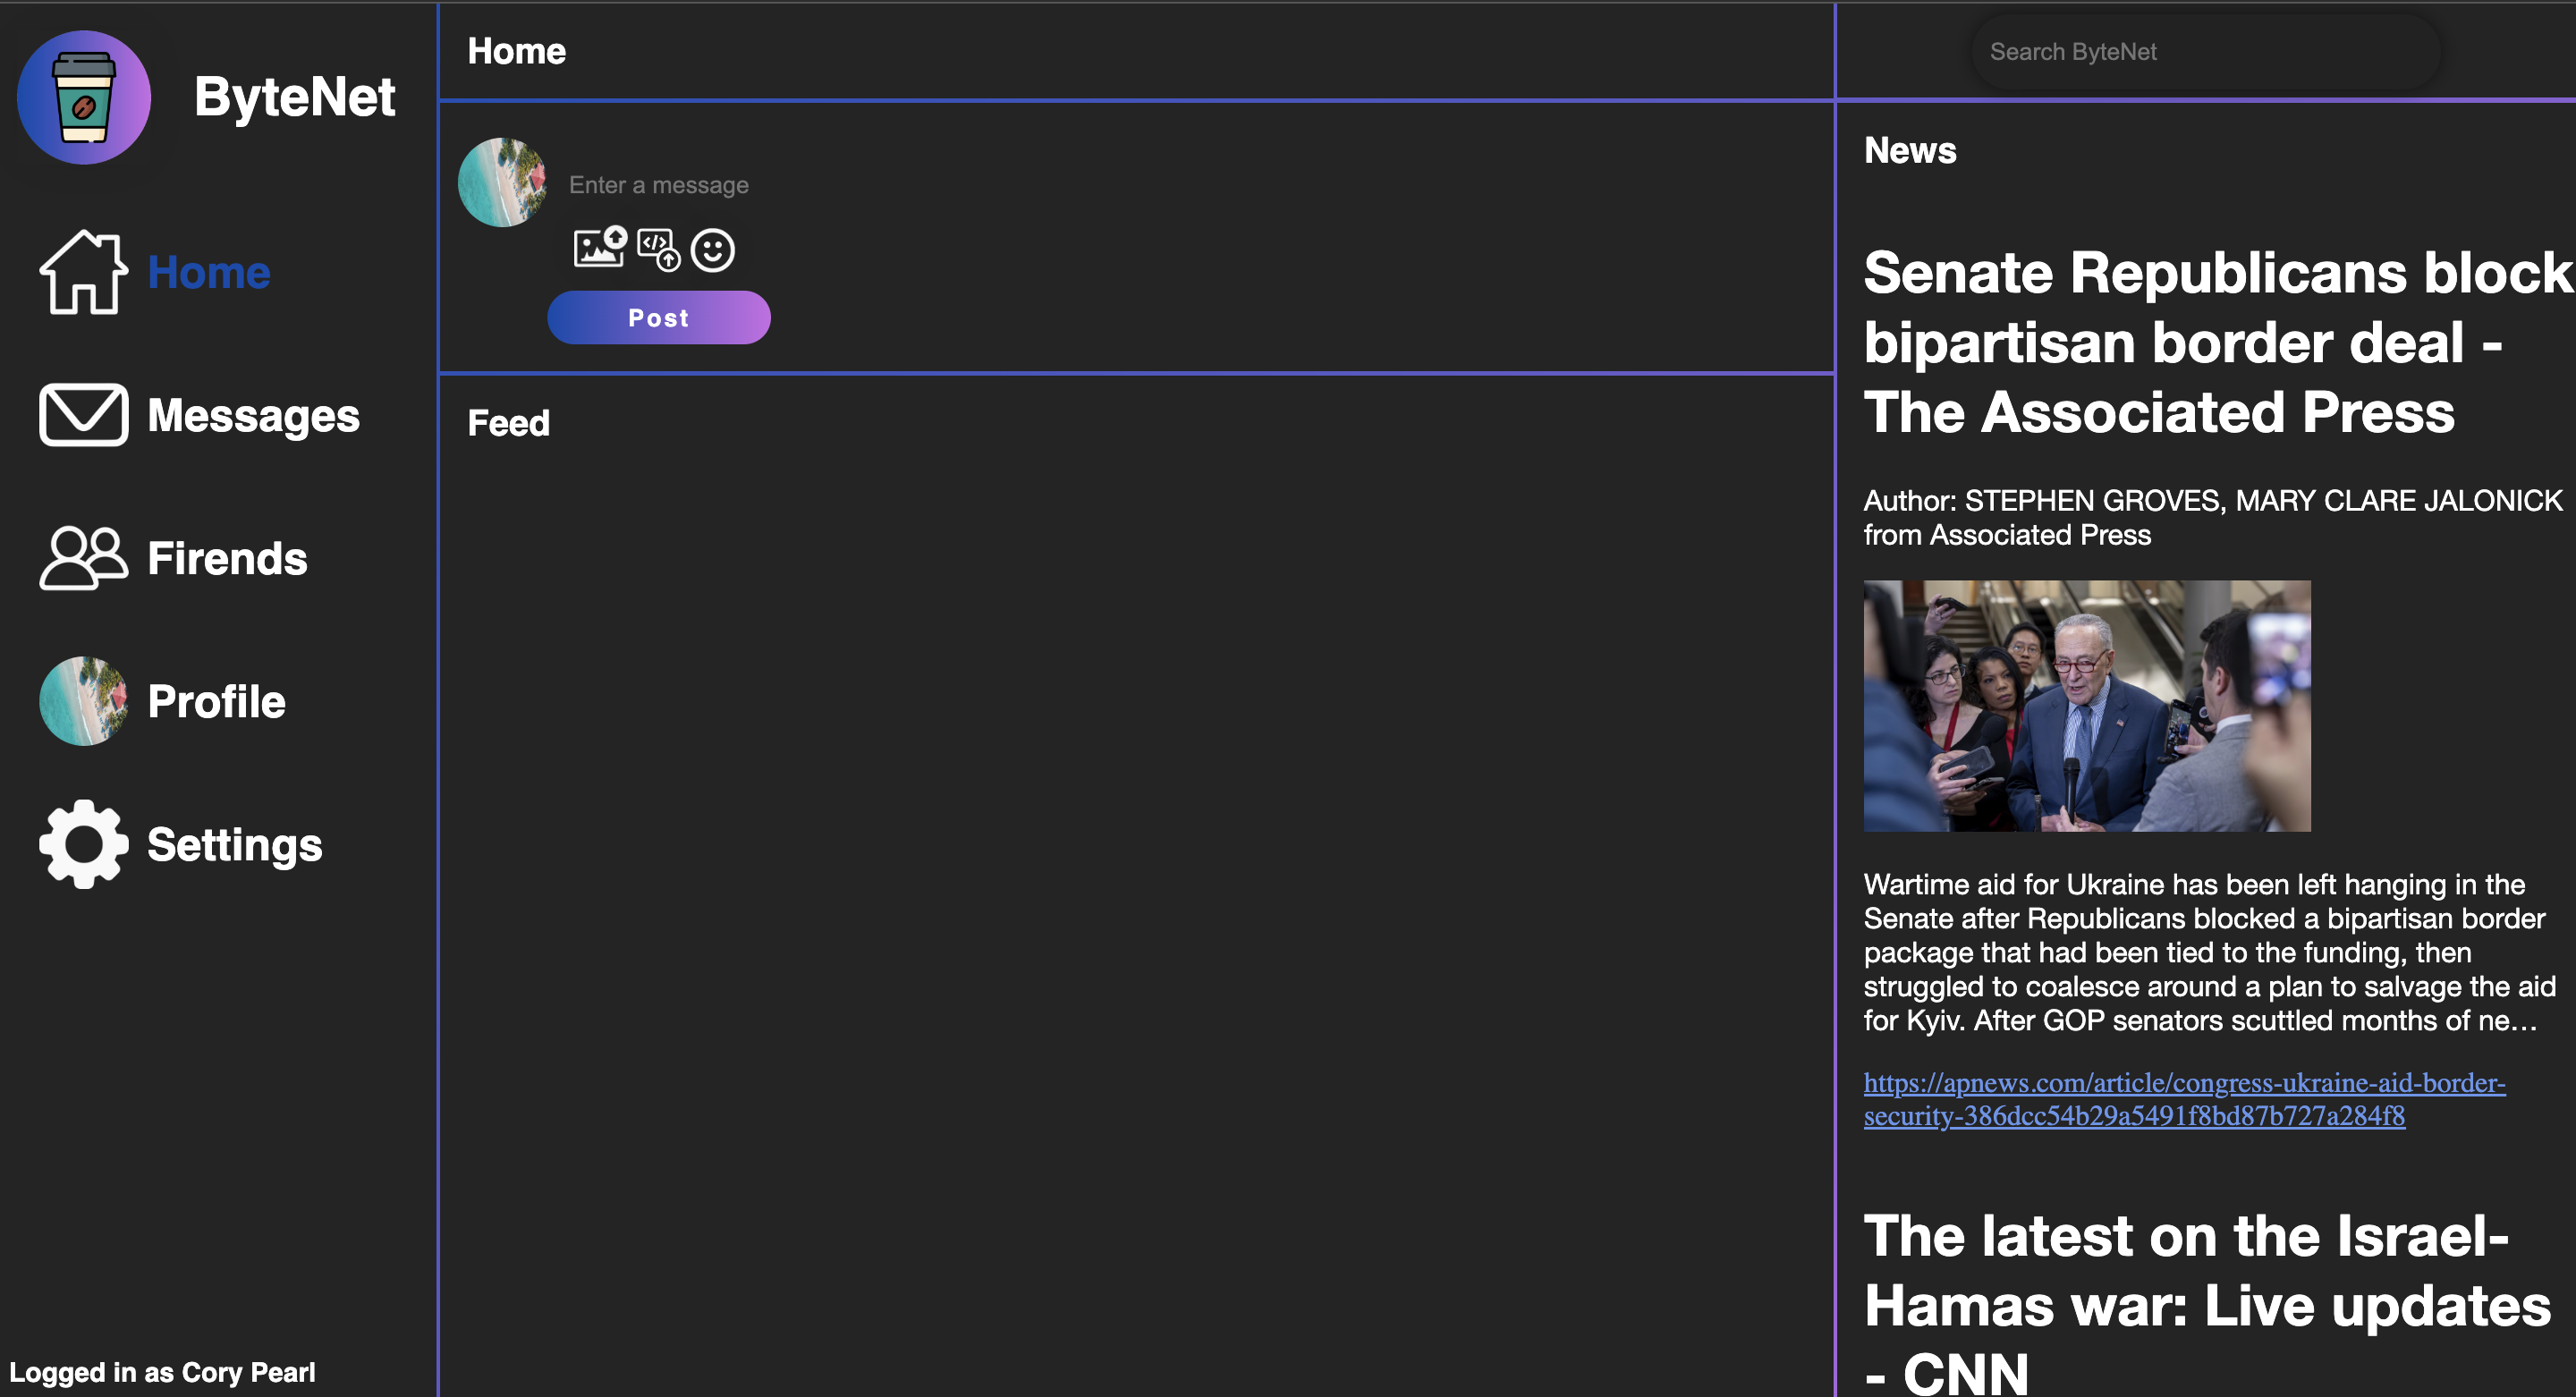 ByteNet
Home
Messages
Firends
Profile
Settings
Logged in as Cory Pearl
Home
Enter a message
</>
Post
Feed
Search ByteNet
News
Senate Republicans block
bipartisan border deal -
The Associated Press
Author: STEPHEN GROVES, MARY CLARE JALONICK
from Associated Press
Wartime aid for Ukraine has been left hanging in the
Senate after Republicans blocked a bipartisan border
package that had been tied to the funding, then
struggled to coalesce around a plan to salvage the aid
for Kyiv. After GOP senators scuttled months of ne…
https://apnews.com/article/congress-ukraine-aid-border-
security-386dcc54b29a5491f8bd87b727a284f8
The latest on the Israel-
Hamas war: Live updates
- CNN